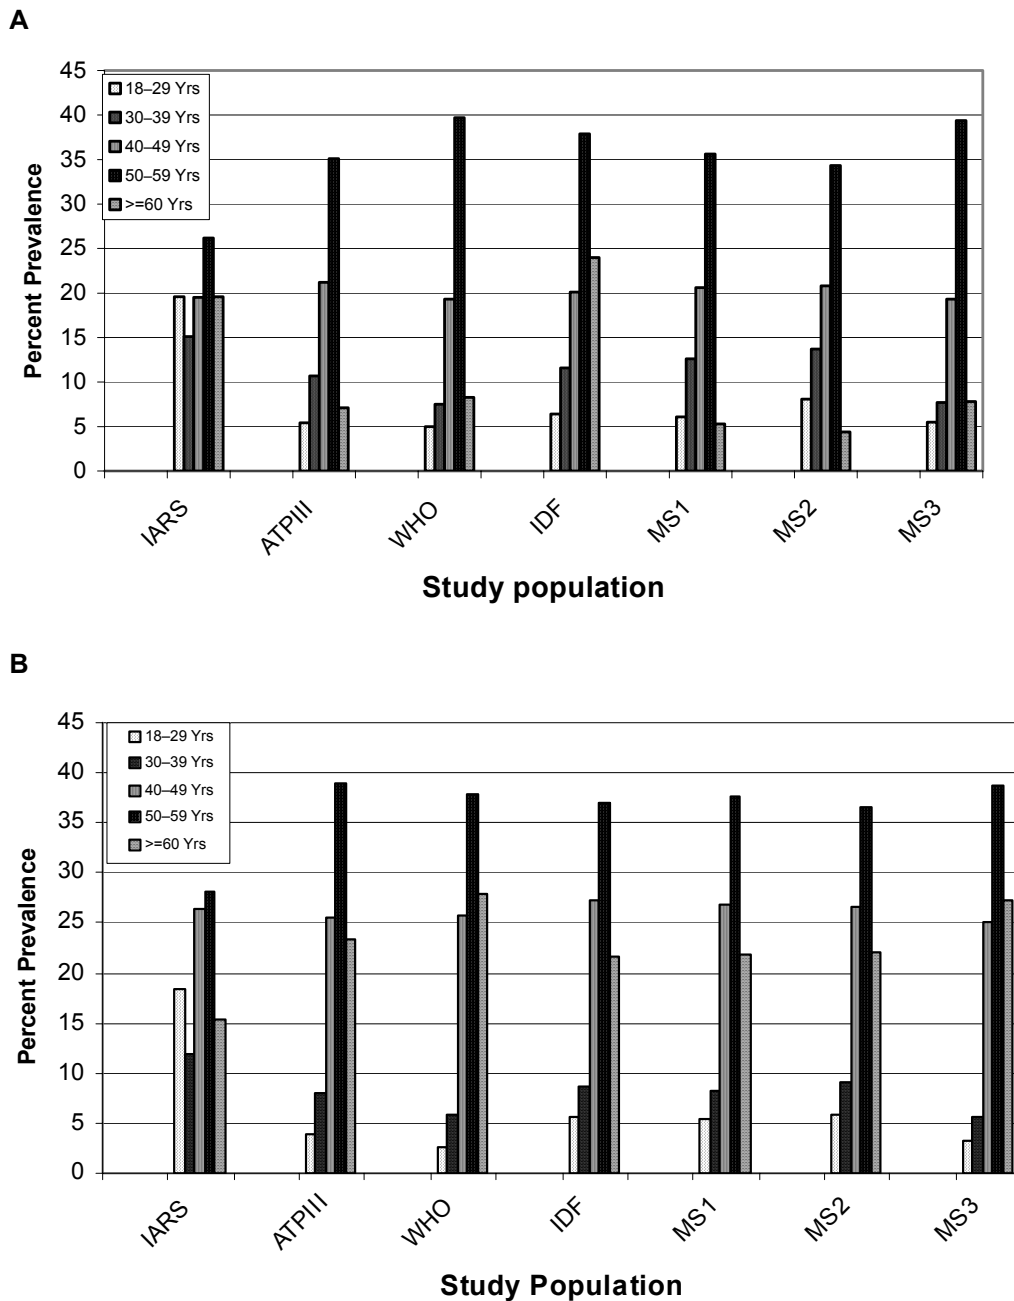 A
45
40
35
30
25
20
15
10
5
0
Percent Prevalence
18–29 Yrs
30–39 Yrs
40–49 Yrs
50–59 Yrs
>=60 Yrs
IARS
ATPIII
WHO
IDF
MS1
MS2
MS3
Study population
B
45
40
35
30
25
20
15
10
5
0
Percent Prevalence
18–29 Yrs
30–39 Yrs
40–49 Yrs
50–59 Yrs
>=60 Yrs
IARS
ATPIII
WHO
IDF
MS1
MS2
MS3
Study Population